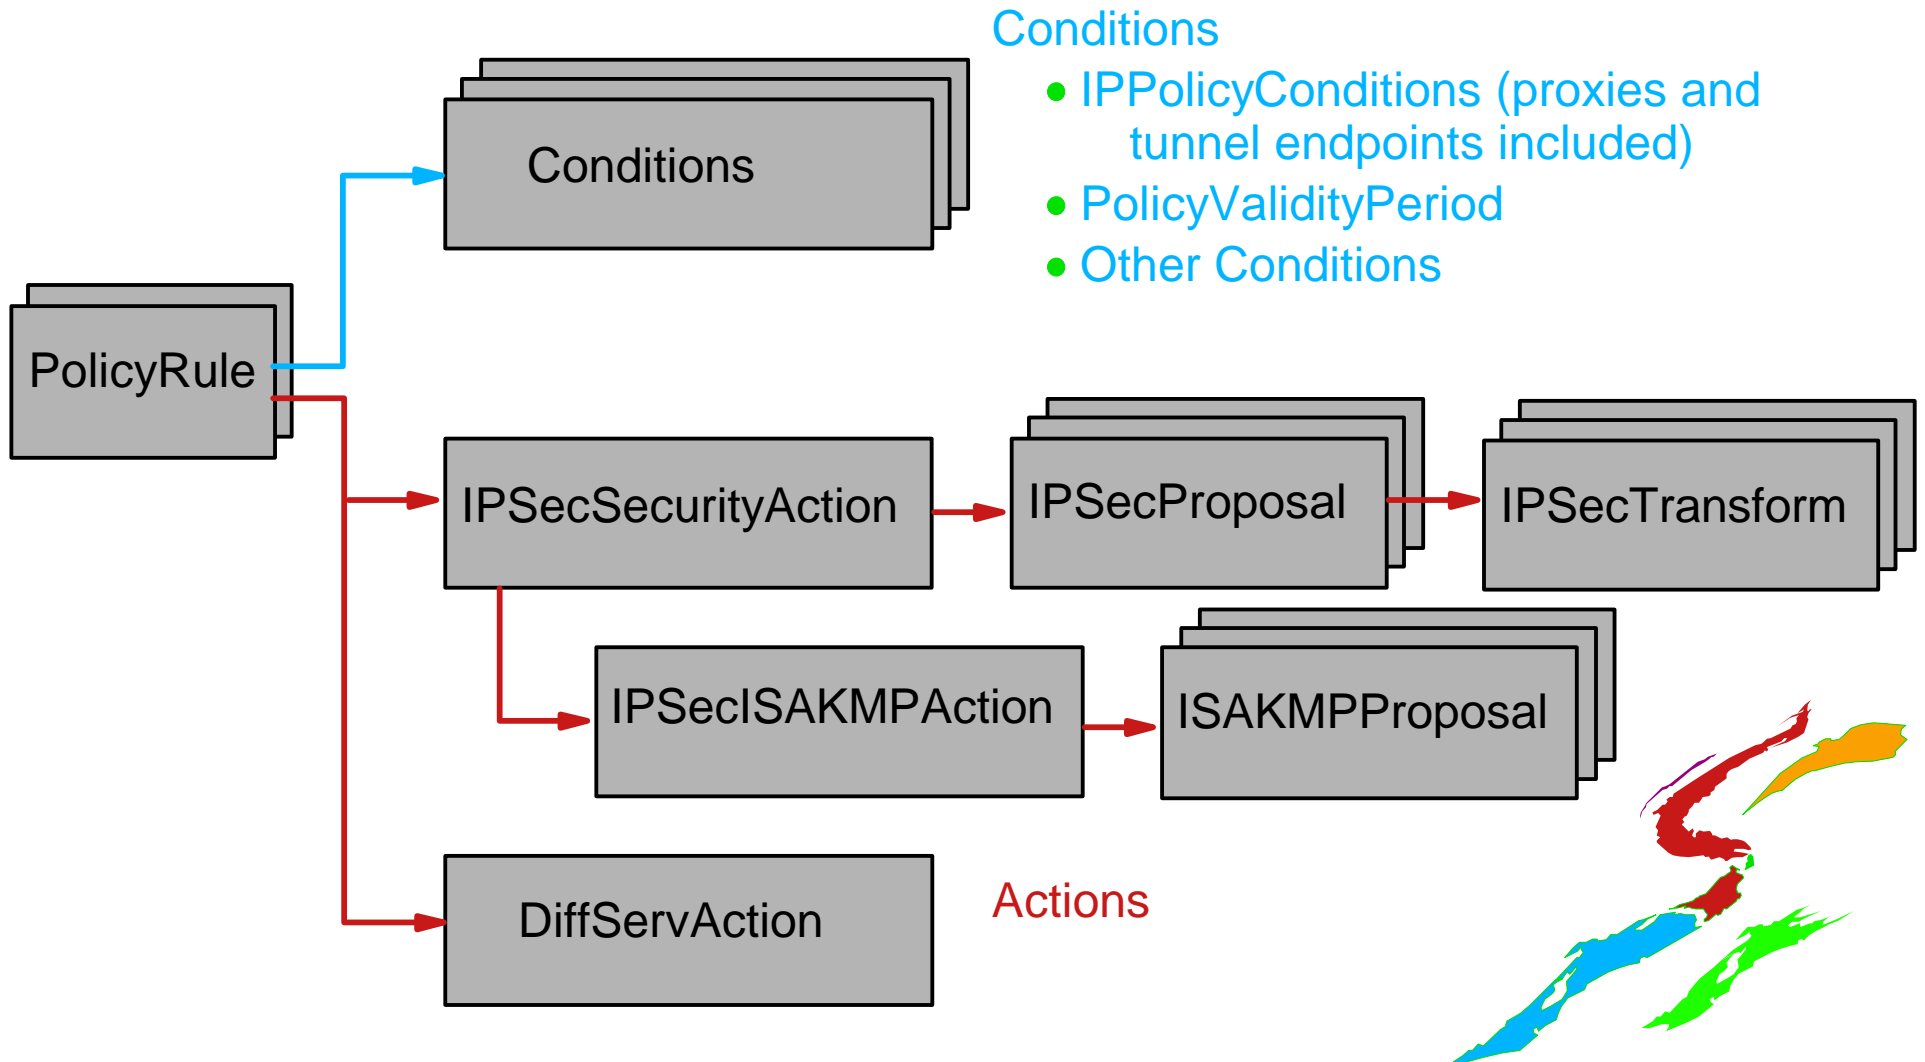 Conditions
• IPPolicyConditions (proxies and
tunnel endpoints included)
• PolicyValidityPeriod
• Other Conditions
Conditions
PolicyRule
IPSecSecurityAction
IPSecProposal
IPSecTransform
IPSecISAKMPAction
ISAKMPProposal
DiffServAction
Actions